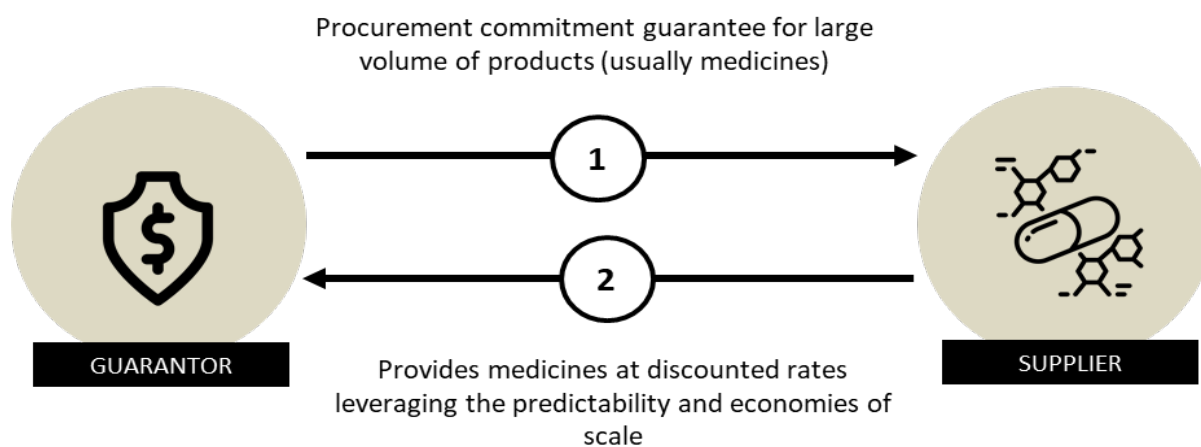 Procurement commitment guarantee for large
volume of products (usually medicines)
1
2
GUARANTOR
SUPPLIER
Provides medicines at discounted rates
leveraging the predictability and economies of
scale